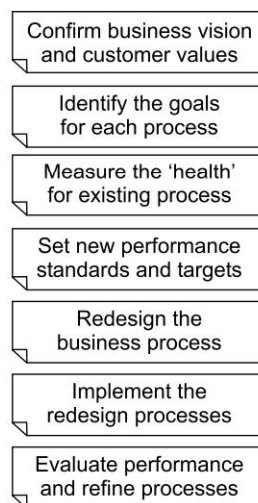 Confirm business vision
and customer values
Identify the goals
for each process
Measure the ‘health’
for existing process
Set new performance
standards and targets
Redesign the
business process
Implement the
redesign processes
Evaluate performance
and refine processes